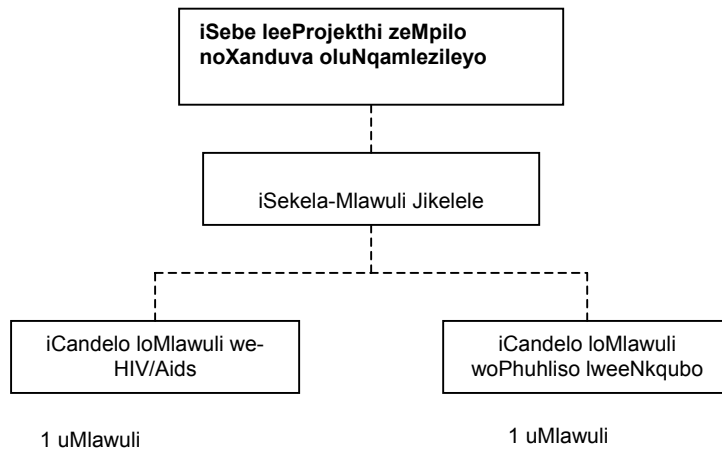 iSebe leeProjekthi zeMpilo
noXanduva oluNqamlezileyo
iSekela-Mlawuli Jikelele
iCandelo loMlawuli we-
HIV/Aids
iCandelo loMlawuli
woPhuhliso lweeNkqubo
1 uMlawuli
1 uMlawuli